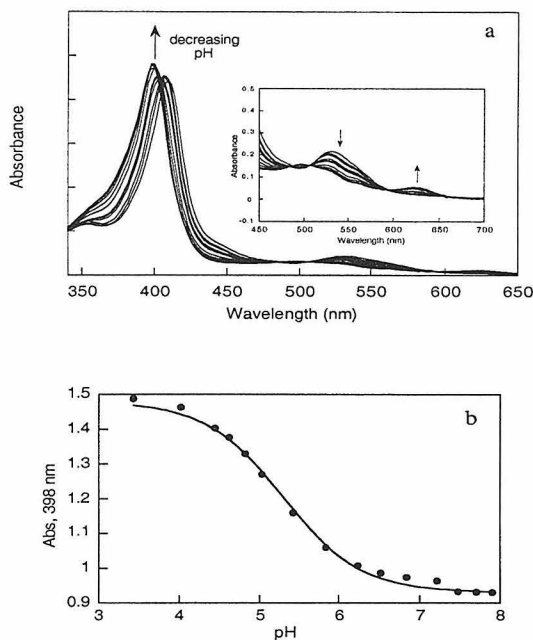 a
decreasing
pH
Absorbance
0.5
0.4
0.3
0.2
0.1
0
-0.1
Absorbance
450 500 550 600 650 700
Wavelength (nm)
350 400 450 500 550 600 650
Wavelength (nm)
b
1.5
1.4
1.3
1.2
1.1
1
0.9
Abs, 398 nm
3 4 5 6 7 8
pH